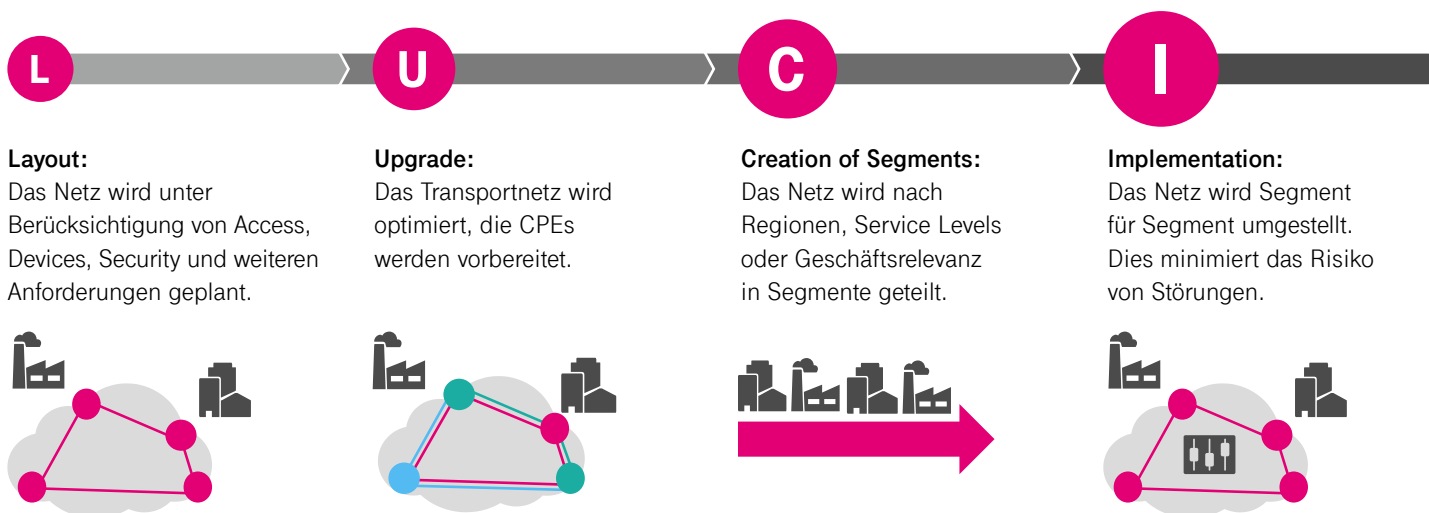 L
U
C
I
Layout:
Das Netz wird unter
Berücksichtigung von Access,
Devices, Security und weiteren
Anforderungen geplant.
Upgrade:
Das Transportnetz wird
optimiert, die CPEs
werden vorbereitet.
Creation of Segments:
Das Netz wird nach
Regionen, Service Levels
oder Geschäftsrelevanz
in Segmente geteilt.
Implementation:
Das Netz wird Segment
für Segment umgestellt.
Dies minimiert das Risiko
von Störungen.